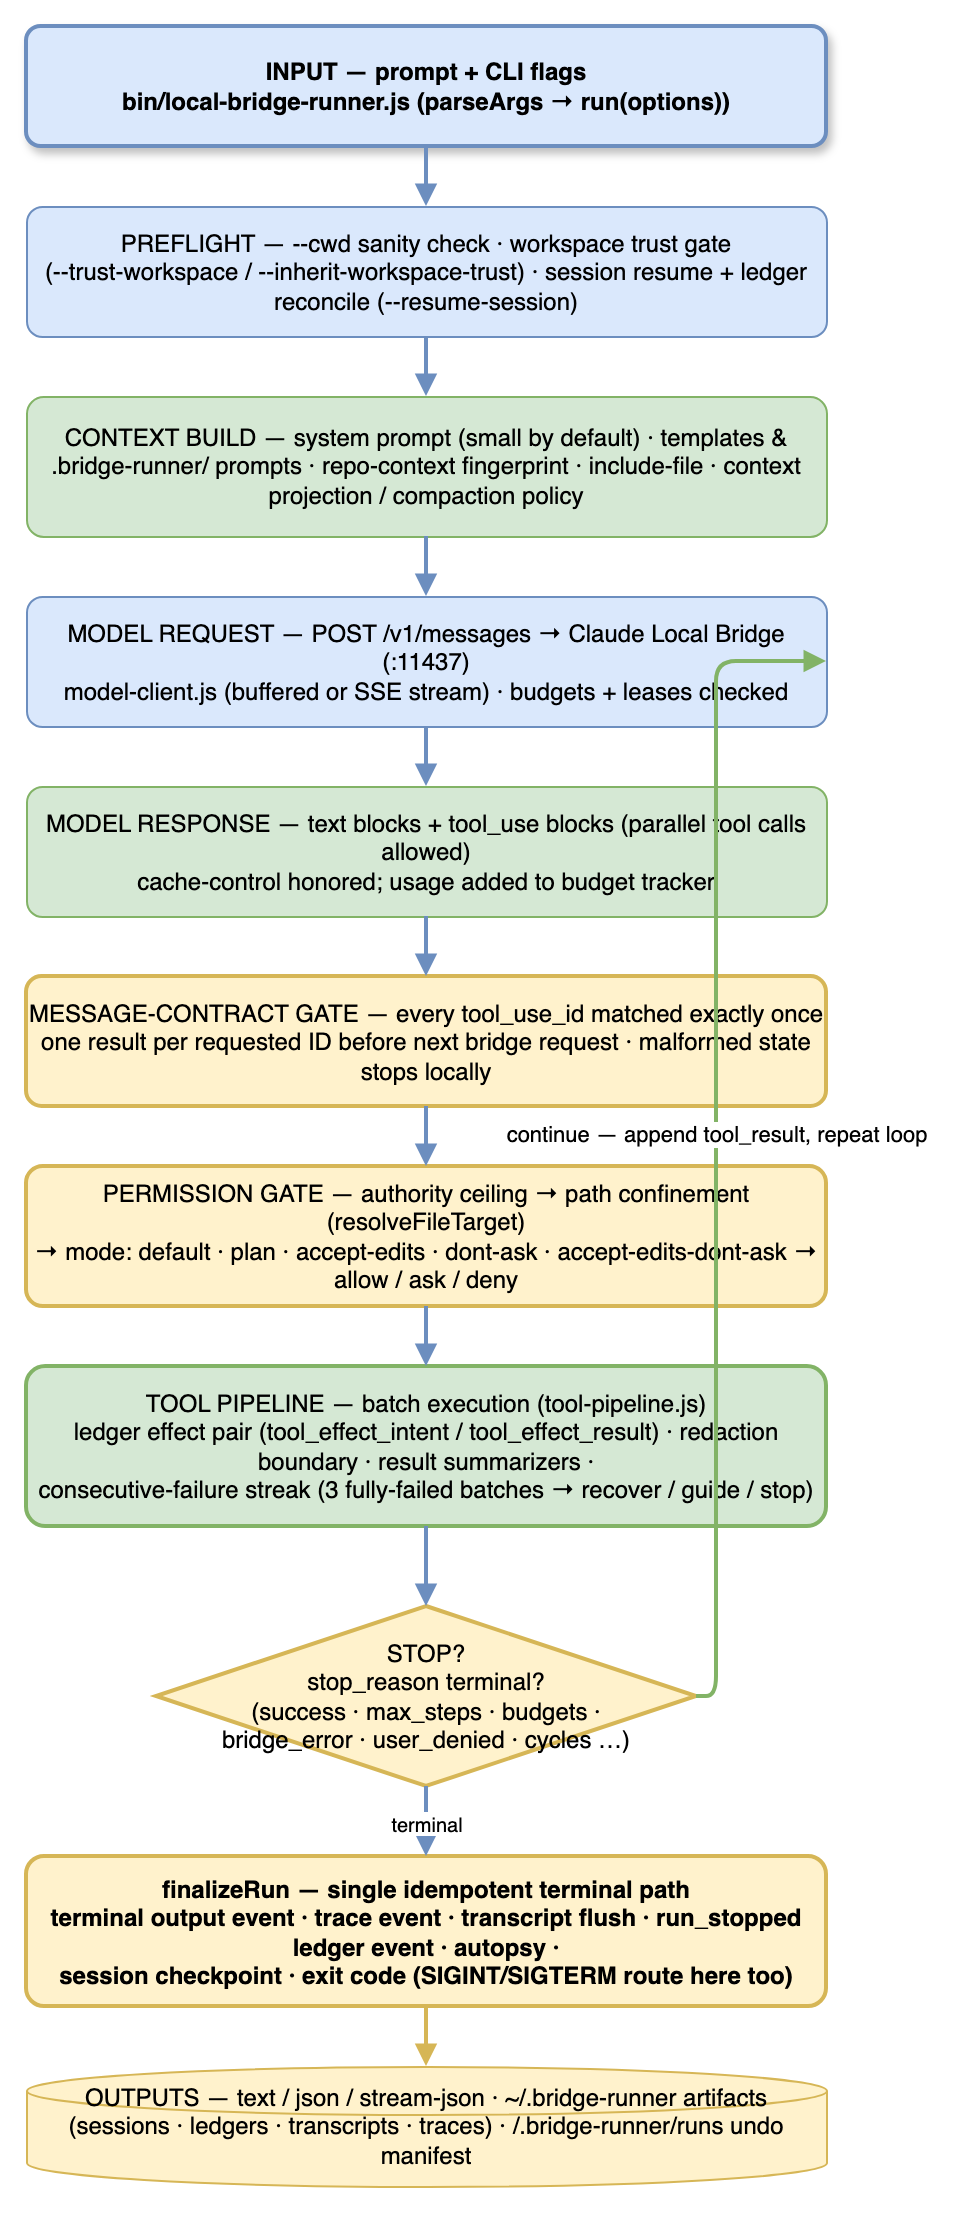 INPUT — prompt + CLI flags
bin/local-bridge-runner.js (parseArgs → run(options))
PREFLIGHT — --cwd sanity check · workspace trust gate
(--trust-workspace / --inherit-workspace-trust) · session resume + ledger
reconcile (--resume-session)
CONTEXT BUILD — system prompt (small by default) · templates &
.bridge-runner/ prompts · repo-context fingerprint · include-file · context
projection / compaction policy
MODEL REQUEST — POST /v1/messages → Claude Local Bridge
(:11437)
model-client.js (buffered or SSE stream) · budgets + leases checked
MODEL RESPONSE — text blocks + tool_use blocks (parallel tool calls
allowed)
cache-control honored; usage added to budget tracker
MESSAGE-CONTRACT GATE — every tool_use_id matched exactly once
one result per requested ID before next bridge request · malformed state
stops locally
continue — append tool_result, repeat loop
PERMISSION GATE — authority ceiling → path confinement
(resolveFileTarget)
→ mode: default · plan · accept-edits · dont-ask · accept-edits-dont-ask →
allow / ask / deny
TOOL PIPELINE — batch execution (tool-pipeline.js)
ledger effect pair (tool_effect_intent / tool_effect_result) · redaction
boundary · result summarizers ·
consecutive-failure streak (3 fully-failed batches → recover / guide / stop)
STOP?
stop_reason terminal?
(success · max_steps · budgets ·
bridge_error · user_denied · cycles …)
terminal
finalizeRun — single idempotent terminal path
terminal output event · trace event · transcript flush · run_stopped
ledger event · autopsy ·
session checkpoint · exit code (SIGINT/SIGTERM route here too)
OUTPUTS — text / json / stream-json · ~/.bridge-runner artifacts
(sessions · ledgers · transcripts · traces) · /.bridge-runner/runs undo
manifest